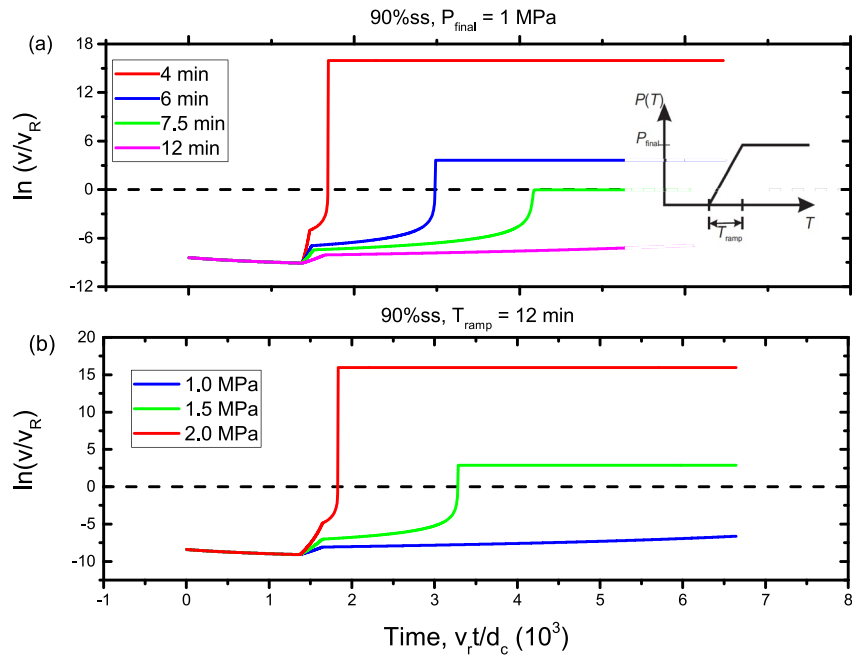 90%ss, P_final = 1 MPa
(a)
18
12
6
0
-6
-12
ln (v/v_R)
4 min
6 min
7.5 min
12 min
P(T)
P_final
T
T_ramp
90%ss, T_ramp = 12 min
(b)
20
15
10
5
0
-5
-10
ln(v/v_R)
1.0 MPa
1.5 MPa
2.0 MPa
-1 0 1 2 3 4 5 6 7 8
Time, v_r t/d_c (10^3)